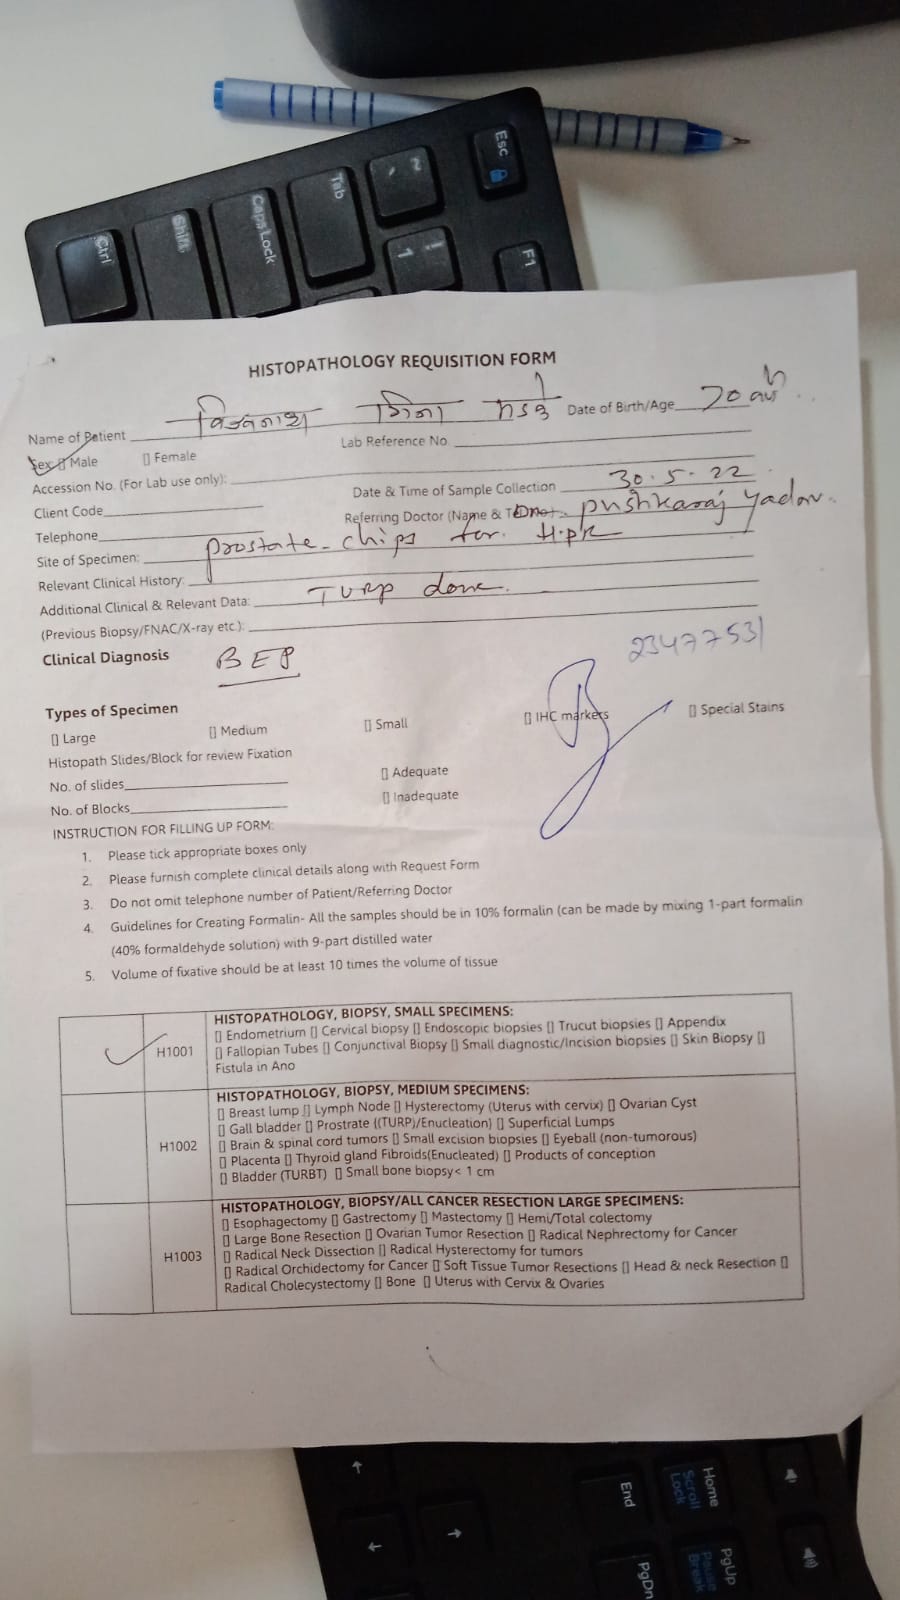 Esc
Tab
~
`
Caps Lock
!
1
F1
Shift
Ctrl
HISTOPATHOLOGY REQUISITION FORM
Name of Patient Date of Birth/Age 70 वर्ष
Sex [] Male [] Female Lab Reference No.
Accession No. (For Lab use only):
Client Code Date & Time of Sample Collection 30.5.22
Telephone Referring Doctor (Name & pushkaraj yadav.
Site of Specimen: prostate chips for H.P.R
Relevant Clinical History:
Additional Clinical & Relevant Data: TURP done.
(Previous Biopsy/FNAC/X-ray etc.):
Clinical Diagnosis BEP 23477531
Types of Specimen
[] Large [] Medium [] Small [] IHC markers [] Special Stains
Histopath Slides/Block for review Fixation
No. of slides [] Adequate
No. of Blocks [] Inadequate
INSTRUCTION FOR FILLING UP FORM:
1. Please tick appropriate boxes only
2. Please furnish complete clinical details along with Request Form
3. Do not omit telephone number of Patient/Referring Doctor
4. Guidelines for Creating Formalin- All the samples should be in 10% formalin (can be made by mixing 1-part formalin
(40% formaldehyde solution) with 9-part distilled water
5. Volume of fixative should be at least 10 times the volume of tissue
HISTOPATHOLOGY, BIOPSY, SMALL SPECIMENS:
[] Endometrium [] Cervical biopsy [] Endoscopic biopsies [] Trucut biopsies [] Appendix
H1001 [] Fallopian Tubes [] Conjunctival Biopsy [] Small diagnostic/Incision biopsies [] Skin Biopsy []
Fistula in Ano
HISTOPATHOLOGY, BIOPSY, MEDIUM SPECIMENS:
[] Breast lump [] Lymph Node [] Hysterectomy (Uterus with cervix) [] Ovarian Cyst
[] Gall bladder [] Prostrate ((TURP)/Enucleation) [] Superficial Lumps
H1002 [] Brain & spinal cord tumors [] Small excision biopsies [] Eyeball (non-tumorous)
[] Placenta [] Thyroid gland Fibroids(Enucleated) [] Products of conception
[] Bladder (TURBT) [] Small bone biopsy< 1 cm
HISTOPATHOLOGY, BIOPSY/ALL CANCER RESECTION LARGE SPECIMENS:
[] Esophagectomy [] Gastrectomy [] Mastectomy [] Hemi/Total colectomy
[] Large Bone Resection [] Ovarian Tumor Resection [] Radical Nephrectomy for Cancer
H1003 [] Radical Neck Dissection [] Radical Hysterectomy for tumors
[] Radical Orchidectomy for Cancer [] Soft Tissue Tumor Resections [] Head & neck Resection []
Radical Cholecystectomy [] Bone [] Uterus with Cervix & Ovaries
End
Home
Scroll
Lock
PgUp
Pause
Break
PgDn